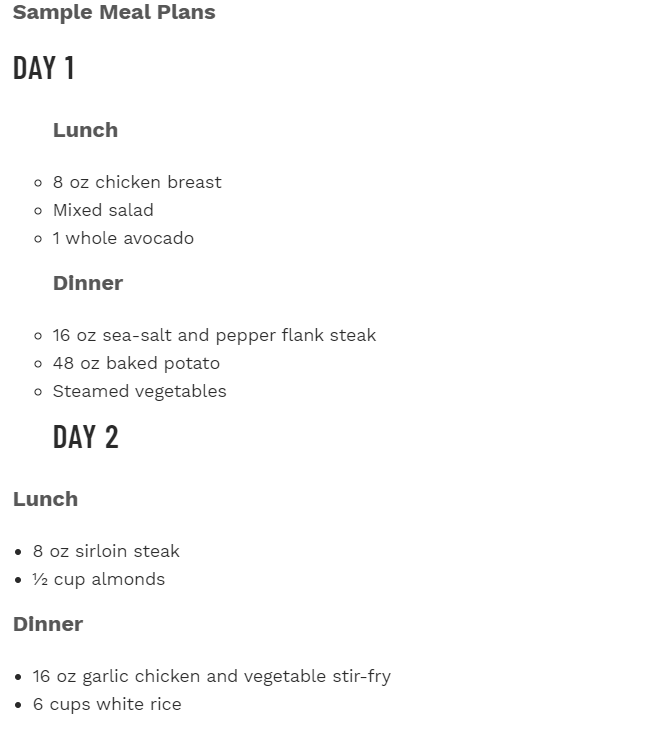 Sample Meal Plans
DAY 1
Lunch
8 oz chicken breast
Mixed salad
1 whole avocado
Dinner
16 oz sea-salt and pepper flank steak
48 oz baked potato
Steamed vegetables
DAY 2
Lunch
8 oz sirloin steak
½ cup almonds
Dinner
16 oz garlic chicken and vegetable stir-fry
6 cups white rice